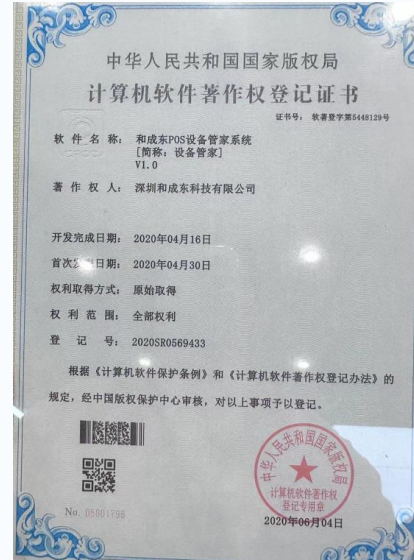 中华人民共和国国家版权局
计算机软件著作权登记证书
证书号: 软著登字第5448129号
软件名称: 和成东POS设备管家系统
[简称: 设备管家]
V1.0
著作权人: 深圳和成东科技有限公司
开发完成日期: 2020年04月16日
首次发表日期: 2020年04月30日
权利取得方式: 原始取得
权利范围: 全部权利
登记号: 2020SR0569433
根据《计算机软件保护条例》和《计算机软件著作权登记办法》的
规定, 经中国版权保护中心审核, 对以上事项予以登记。
中华人民共和国国家版权局
计算机软件著作权
登记专用章
No. 05801798
2020年06月04日